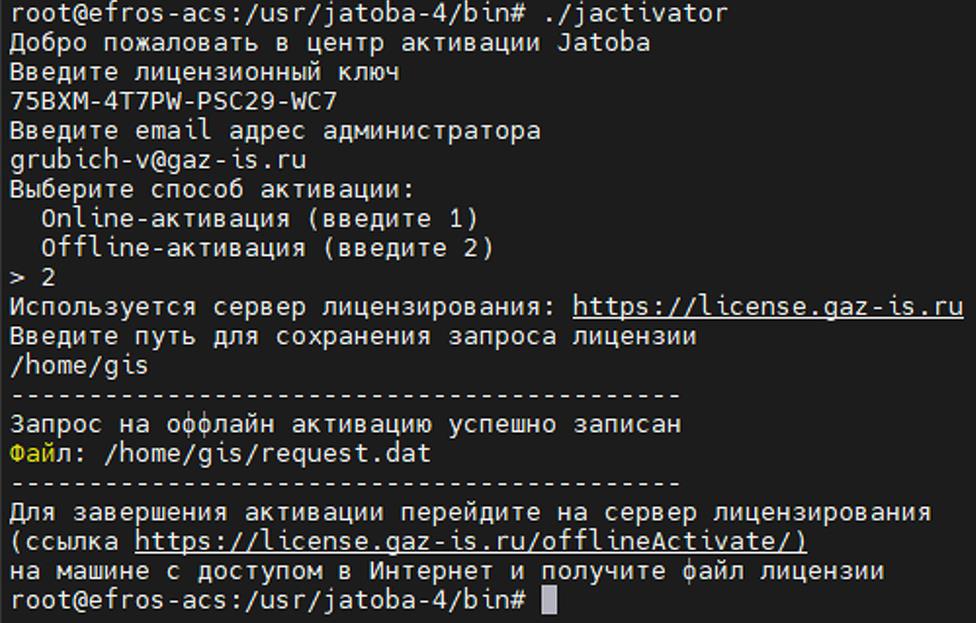 root@efros-acs:/usr/jatoba-4/bin# ./jactivator
Добро пожаловать в центр активации Jatoba
Введите лицензионный ключ
75BXM-4T7PW-PSC29-WC7
Введите email адрес администратора
grubich-v@gaz-is.ru
Выберите способ активации:
  Online-активация (введите 1)
  Offline-активация (введите 2)
> 2
Используется сервер лицензирования: https://license.gaz-is.ru
Введите путь для сохранения запроса лицензии
/home/gis
-------------------------------------------
Запрос на оффлайн активацию успешно записан
Файл: /home/gis/request.dat
-------------------------------------------
Для завершения активации перейдите на сервер лицензирования
(ссылка https://license.gaz-is.ru/offlineActivate/)
на машине с доступом в Интернет и получите файл лицензии
root@efros-acs:/usr/jatoba-4/bin#